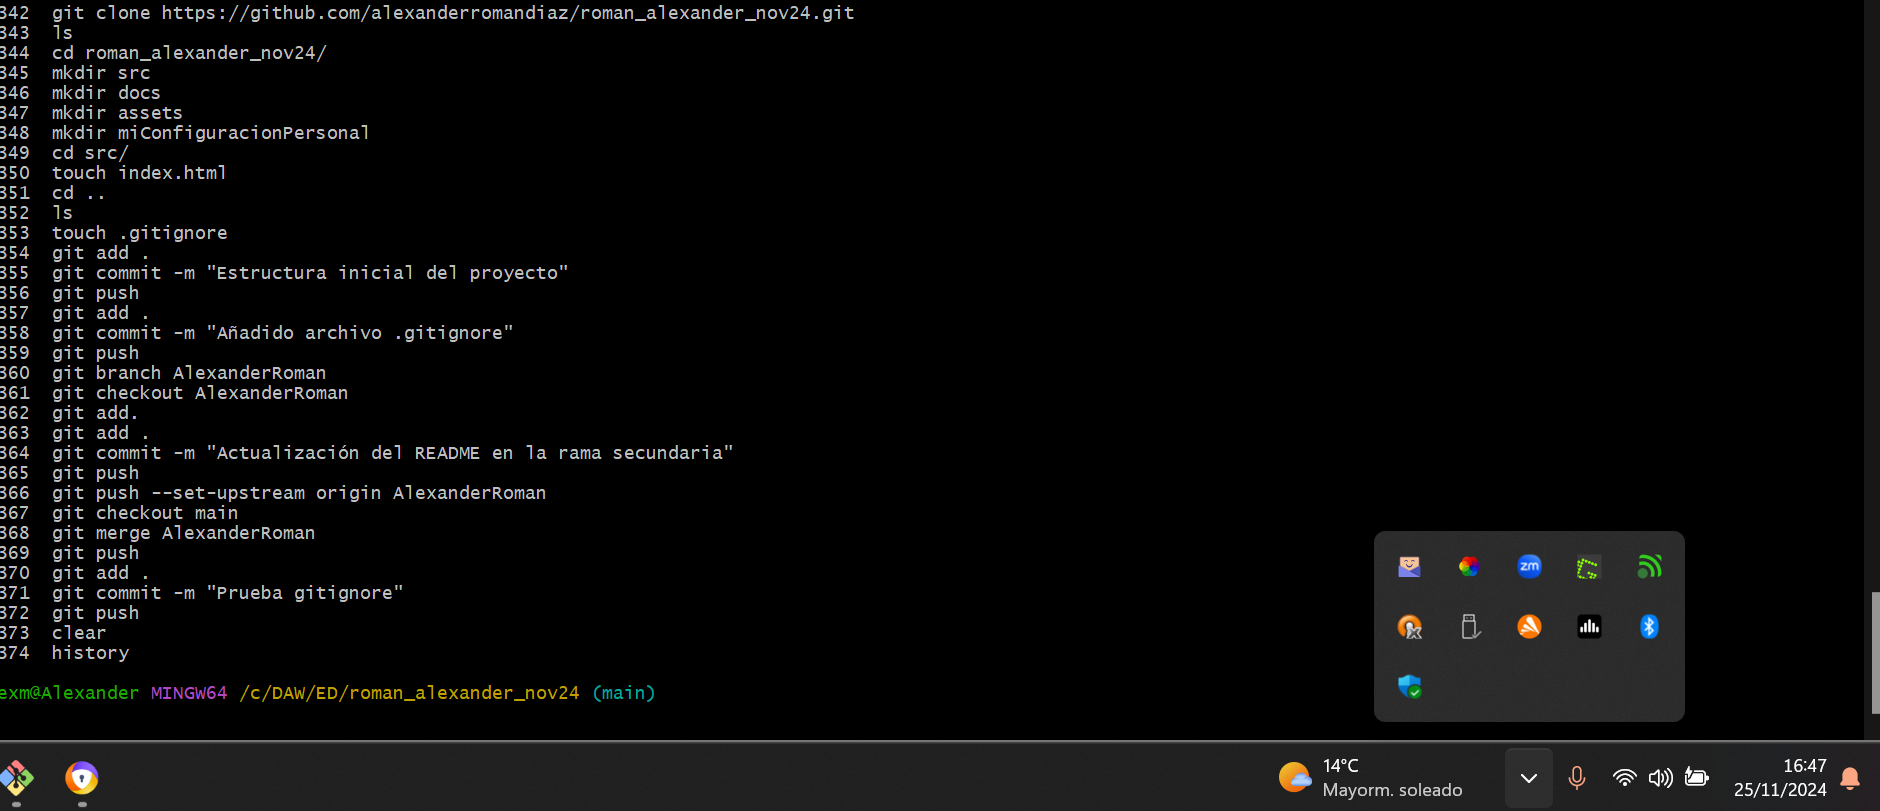 342  git clone https://github.com/alexanderromandiaz/roman_alexander_nov24.git
343  ls
344  cd roman_alexander_nov24/
345  mkdir src
346  mkdir docs
347  mkdir assets
348  mkdir miConfiguracionPersonal
349  cd src/
350  touch index.html
351  cd ..
352  ls
353  touch .gitignore
354  git add .
355  git commit -m "Estructura inicial del proyecto"
356  git push
357  git add .
358  git commit -m "Añadido archivo .gitignore"
359  git push
360  git branch AlexanderRoman
361  git checkout AlexanderRoman
362  git add.
363  git add .
364  git commit -m "Actualización del README en la rama secundaria"
365  git push
366  git push --set-upstream origin AlexanderRoman
367  git checkout main
368  git merge AlexanderRoman
369  git push
370  git add .
371  git commit -m "Prueba gitignore"
372  git push
373  clear
374  history
exm@Alexander MINGW64 /c/DAW/ED/roman_alexander_nov24 (main)
zm
14°C
Mayorm. soleado
16:47
25/11/2024